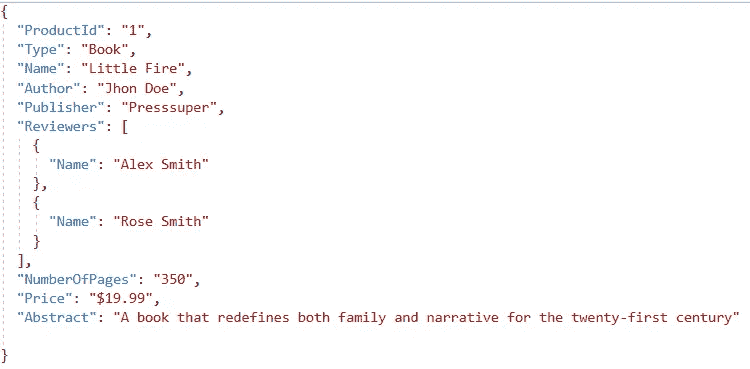 {
"ProductId": "1",
"Type": "Book",
"Name": "Little Fire",
"Author": "Jhon Doe",
"Publisher": "Presssuper",
"Reviewers": [
{
"Name": "Alex Smith"
},
{
"Name": "Rose Smith"
}
],
"NumberOfPages": "350",
"Price": "$19.99",
"Abstract": "A book that redefines both family and narrative for the twenty-first century"
}